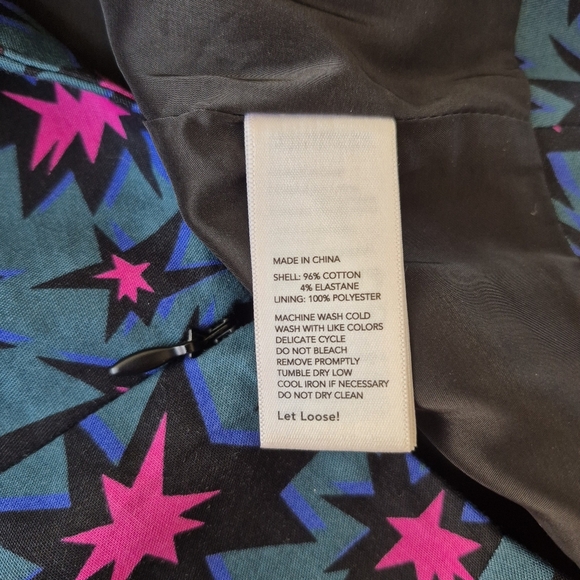 MADE IN CHINA
SHELL: 96% COTTON
4% ELASTANE
LINING: 100% POLYESTER
MACHINE WASH COLD
WASH WITH LIKE COLORS
DELICATE CYCLE
DO NOT BLEACH
REMOVE PROMPTLY
TUMBLE DRY LOW
COOL IRON IF NECESSARY
DO NOT DRY CLEAN
Let Loose!